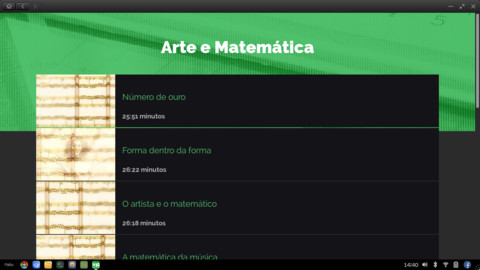 Arte e Matemática
Número de ouro
25:51 minutos
Forma dentro da forma
26:22 minutos
O artista e o matemático
26:18 minutos
A matemática da música
14:40